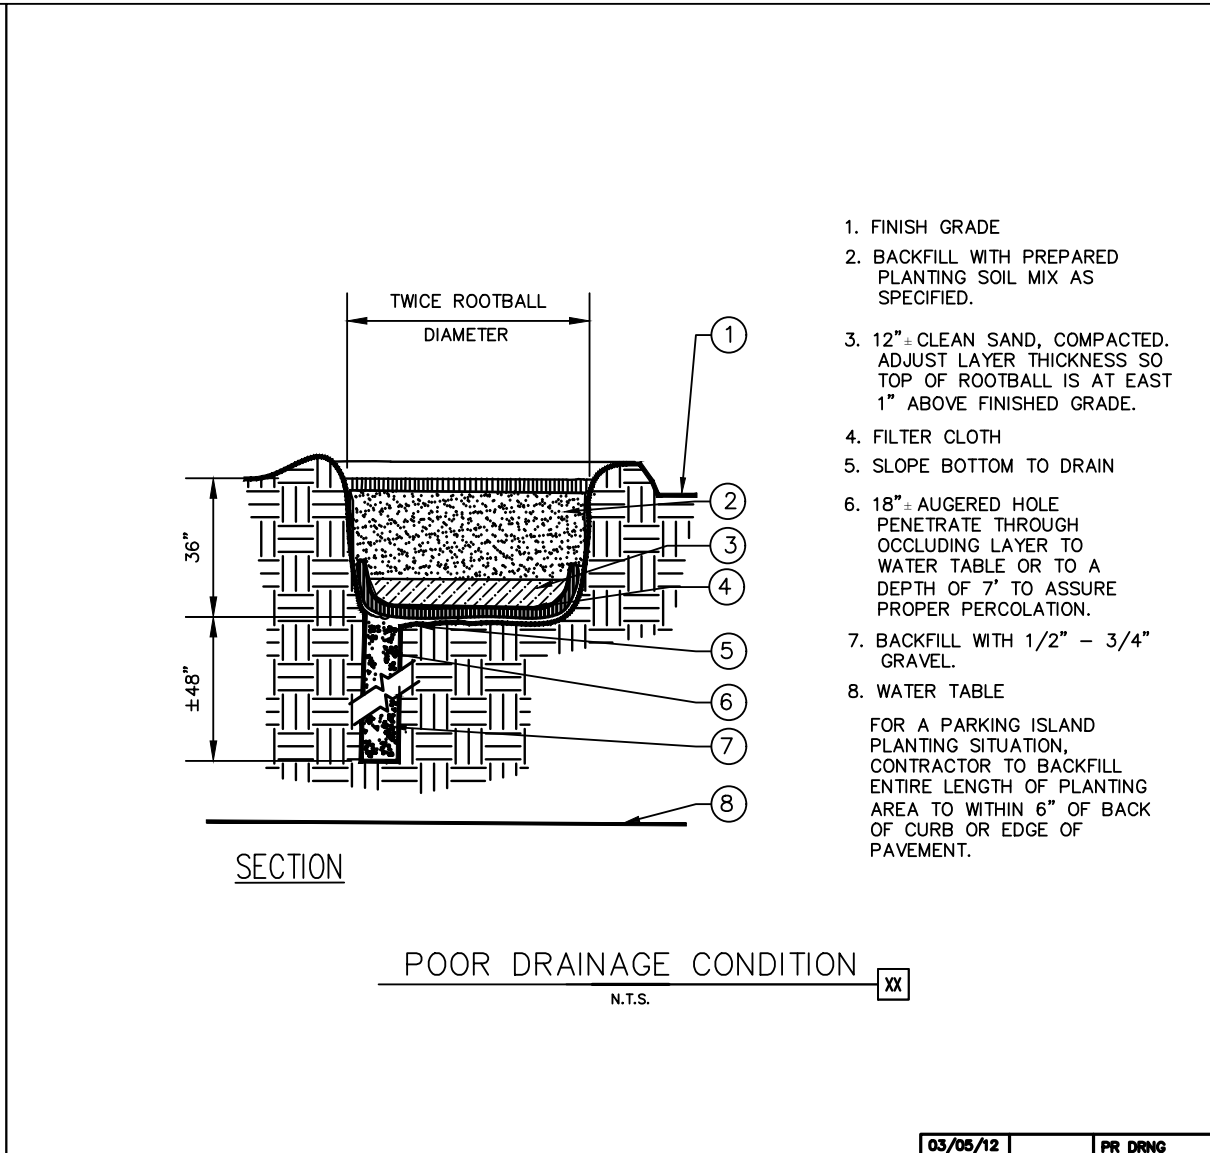 1. FINISH GRADE
2. BACKFILL WITH PREPARED
PLANTING SOIL MIX AS
SPECIFIED.
3. 12"± CLEAN SAND, COMPACTED.
ADJUST LAYER THICKNESS SO
TOP OF ROOTBALL IS AT EAST
1" ABOVE FINISHED GRADE.
4. FILTER CLOTH
5. SLOPE BOTTOM TO DRAIN
6. 18"± AUGERED HOLE
PENETRATE THROUGH
OCCLUDING LAYER TO
WATER TABLE OR TO A
DEPTH OF 7' TO ASSURE
PROPER PERCOLATION.
7. BACKFILL WITH 1/2" – 3/4"
GRAVEL.
8. WATER TABLE
FOR A PARKING ISLAND
PLANTING SITUATION,
CONTRACTOR TO BACKFILL
ENTIRE LENGTH OF PLANTING
AREA TO WITHIN 6" OF BACK
OF CURB OR EDGE OF
PAVEMENT.
TWICE ROOTBALL
DIAMETER
1
2
3
4
5
6
7
8
36"
±48"
SECTION
POOR DRAINAGE CONDITION
XX
N.T.S.
03/05/12
PR DRNG